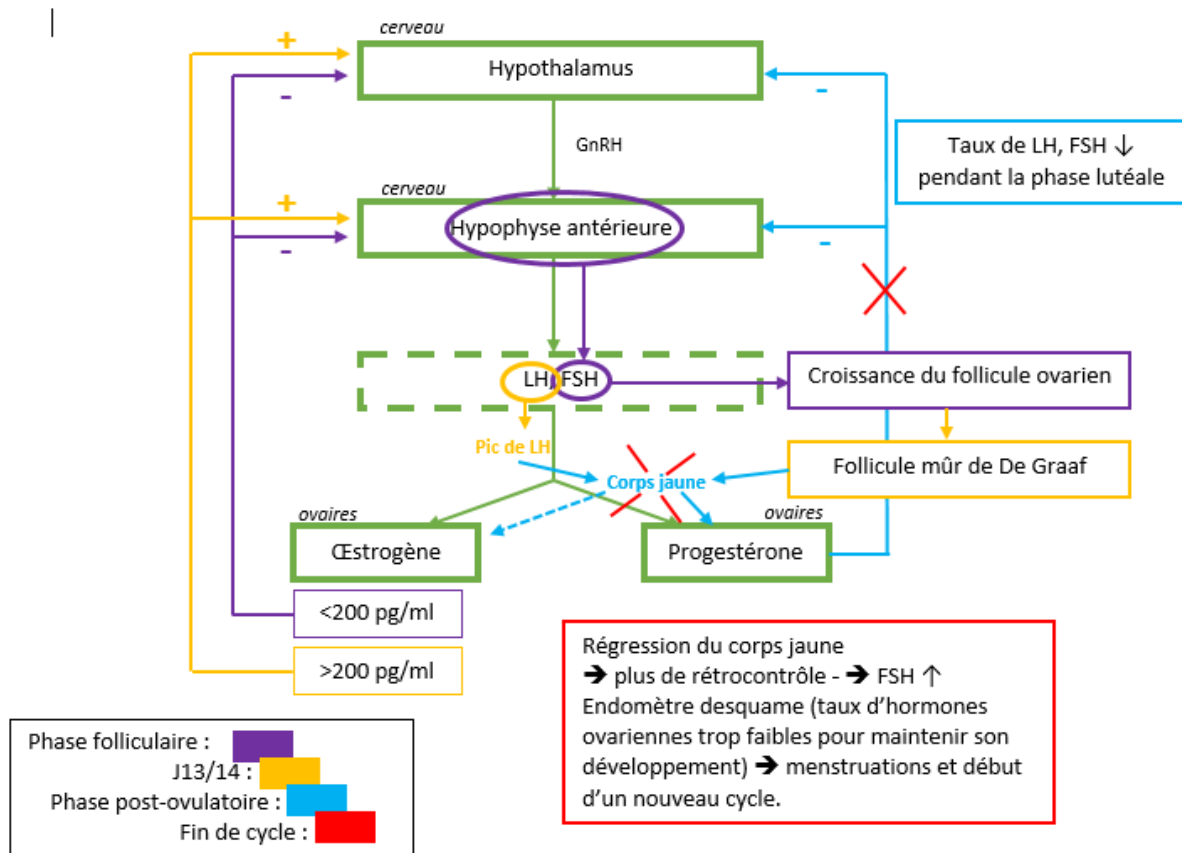 cerveau
+
Hypothalamus
-
-
GnRH
Taux de LH, FSH ↓
pendant la phase lutéale
cerveau
+
Hypophyse antérieure
-
-
LH, FSH
Croissance du follicule ovarien
Pic de LH
Follicule mûr de De Graaf
Corps jaune
ovaires
Œstrogène
ovaires
Progestérone
<200 pg/ml
>200 pg/ml
Régression du corps jaune
➔ plus de rétrocontrôle - ➔ FSH ↑
Endomètre desquame (taux d’hormones
ovariennes trop faibles pour maintenir son
développement) ➔ menstruations et début
d’un nouveau cycle.
Phase folliculaire :
J13/14 :
Phase post-ovulatoire :
Fin de cycle :